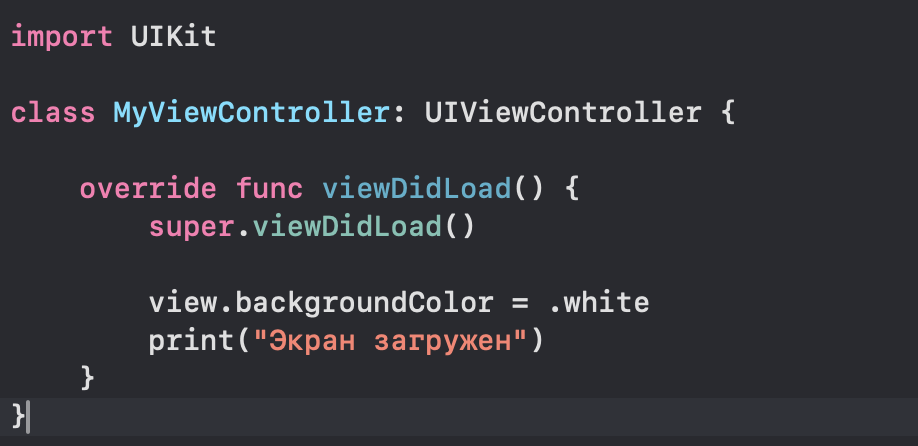 import UIKit
class MyViewController: UIViewController {
override func viewDidLoad() {
super.viewDidLoad()
view.backgroundColor = .white
print("Экран загружен")
}
}